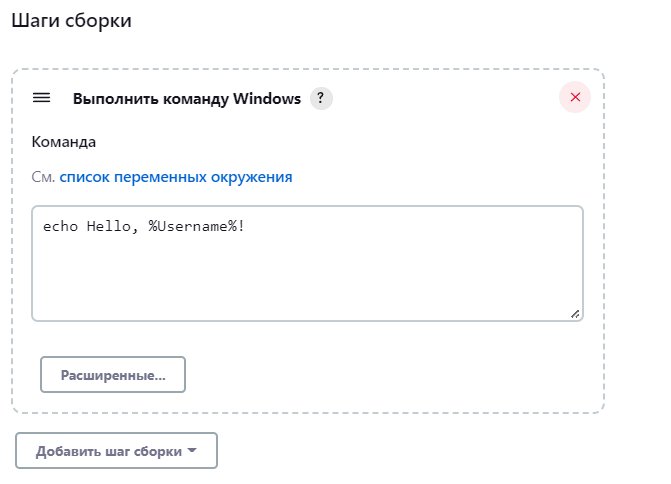 Шаги сборки
Выполнить команду Windows ?
Команда
См. список переменных окружения
echo Hello, %Username%!
Расширенные...
Добавить шаг сборки